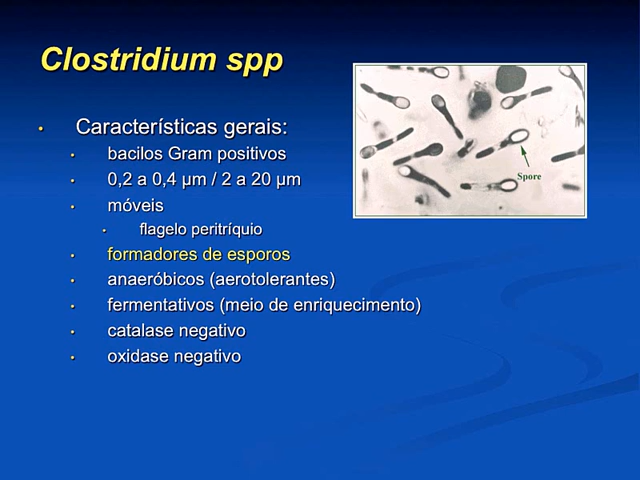 Clostridium spp
Características gerais:
bacilos Gram positivos
0,2 a 0,4 µm / 2 a 20 µm
móveis
flagelo peritríquio
formadores de esporos
anaeróbicos (aerotolerantes)
fermentativos (meio de enriquecimento)
catalase negativo
oxidase negativo
Spore